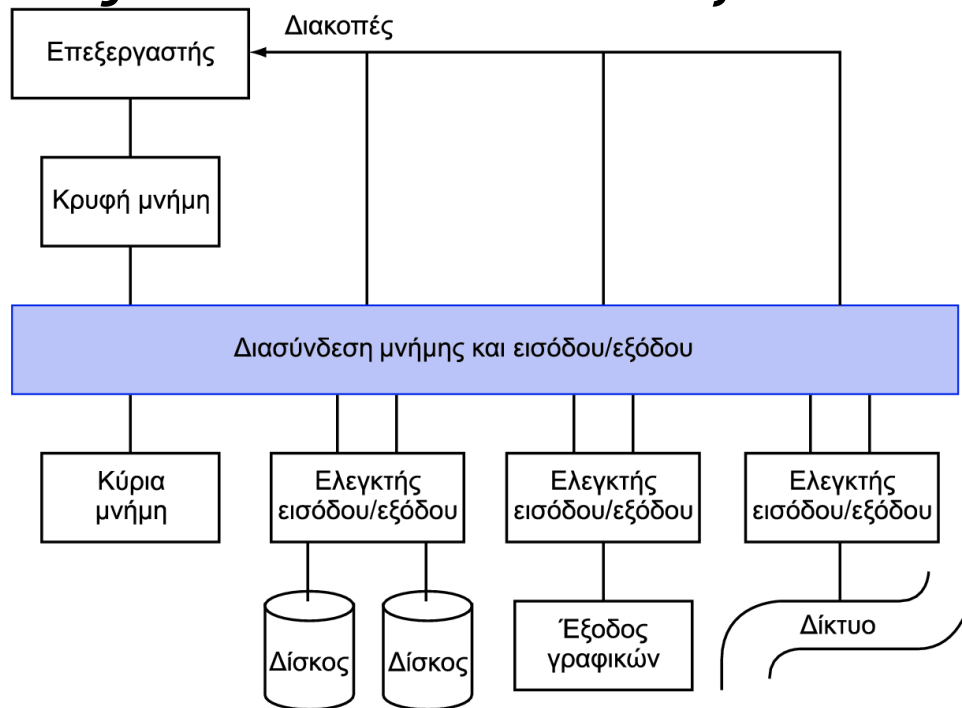 Διακοπές
Επεξεργαστής
Κρυφή μνήμη
Διασύνδεση μνήμης και εισόδου/εξόδου
Κύρια
μνήμη
Ελεγκτής
εισόδου/εξόδου
Ελεγκτής
εισόδου/εξόδου
Ελεγκτής
εισόδου/εξόδου
Δίσκος
Δίσκος
Έξοδος
γραφικών
Δίκτυο